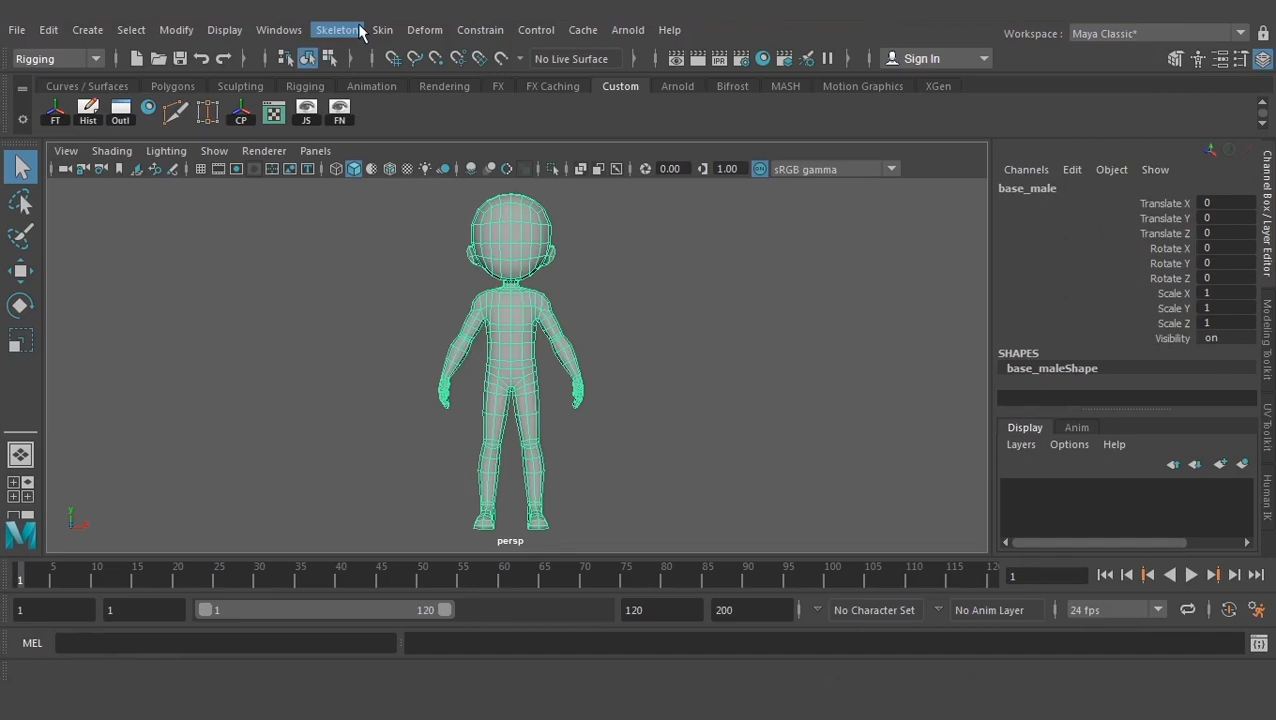 File Edit Create Select Modify Display Windows Skeleton Skin Deform Constrain Control Cache Arnold Help
Workspace : Maya Classic*
Rigging No Live Surface Sign In
Curves / Surfaces Polygons Sculpting Rigging Animation Rendering FX FX Caching Custom Arnold Bifrost MASH Motion Graphics XGen
FT Hist Outl CP JS FN
View Shading Lighting Show Renderer Panels
0.00 1.00 sRGB gamma
persp
Channels Edit Object Show
base_male
Translate X 0
Translate Y 0
Translate Z 0
Rotate X 0
Rotate Y 0
Rotate Z 0
Scale X 1
Scale Y 1
Scale Z 1
Visibility on
SHAPES
base_maleShape
Display Anim
Layers Options Help
Channel Box / Layer Editor
Modeling Toolkit
UV Toolkit
Human IK
1 5 10 15 20 25 30 35 40 45 50 55 60 65 70 75 80 85 90 95 100 105 110 115 12
1
1 1 1 120 120 200 No Character Set No Anim Layer 24 fps
MEL